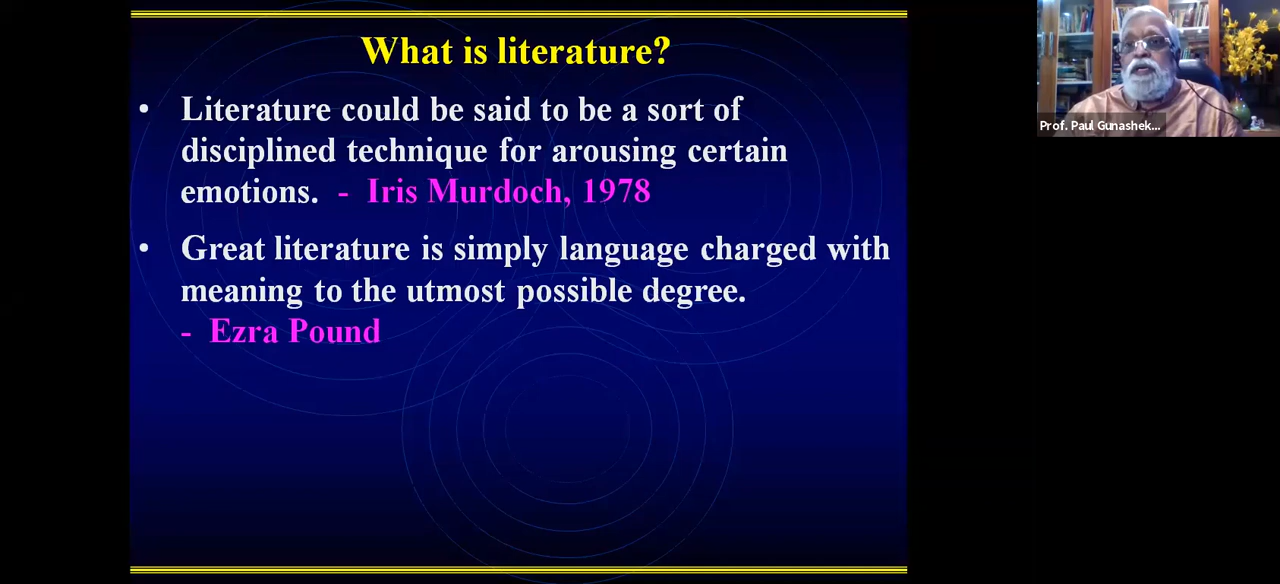 What is literature?
• Literature could be said to be a sort of
disciplined technique for arousing certain
emotions. - Iris Murdoch, 1978
• Great literature is simply language charged with
meaning to the utmost possible degree.
- Ezra Pound
Prof. Paul Gunashek...